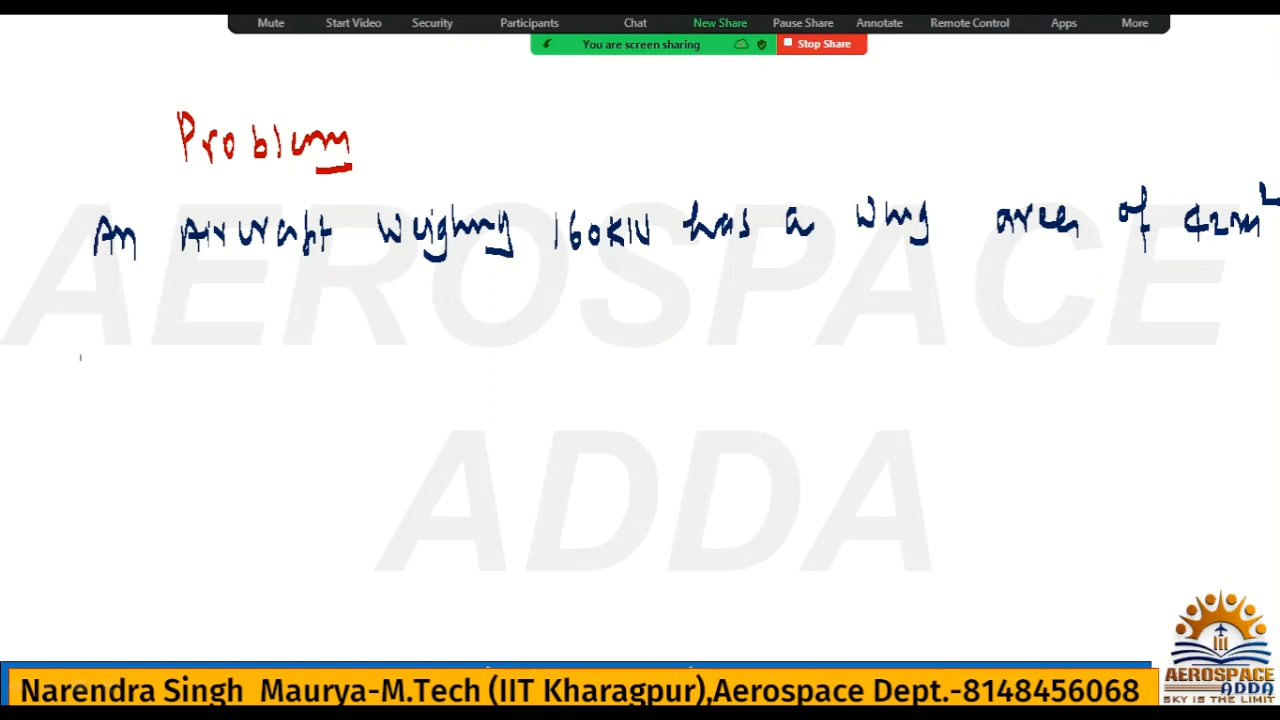 Mute Start Video Security Participants Chat New Share Pause Share Annotate Remote Control Apps More
You are screen sharing Stop Share
Problem
An Aircraft Weighing 160KN has a wing area of 42m²
AEROSPACE
ADDA
Narendra Singh Maurya-M.Tech (IIT Kharagpur),Aerospace Dept.-8148456068
AEROSPACE
ADDA
SKY IS THE LIMIT